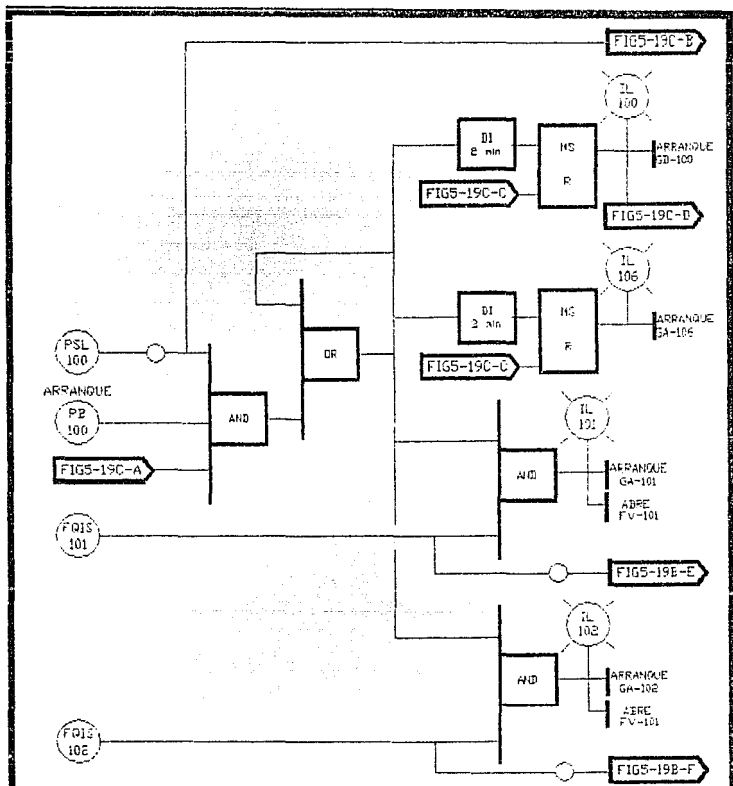 FIG5-19C-B
IL
100
DI
2 min
MS
R
ARRANQUE
GD-100
FIG5-19C-C
FIG5-19C-D
IL
106
DI
2 min
MS
R
ARRANQUE
GA-106
FIG5-19C-C
PSL
100
OR
ARRANQUE
PB
100
AND
FIG5-19C-A
IL
101
AND
ARRANQUE
GA-101
ABRE
FV-101
FQIS
101
FIG5-19B-E
IL
102
AND
ARRANQUE
GA-102
ABRE
FV-101
FQIS
102
FIG5-19B-F